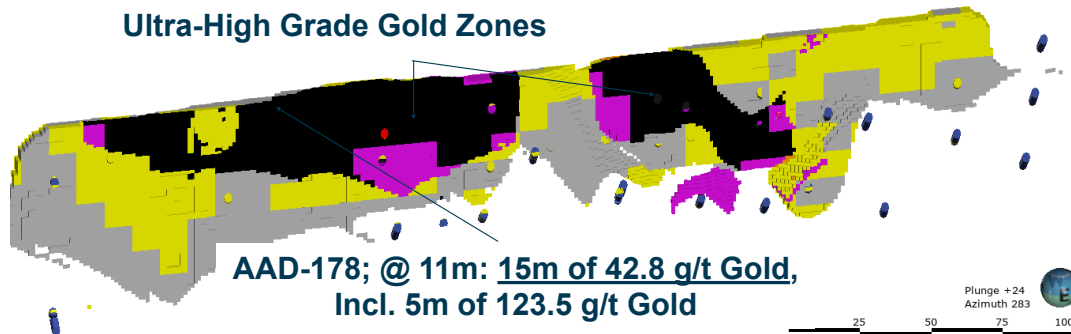 Ultra-High Grade Gold Zones
AAD-178; @ 11m: 15m of 42.8 g/t Gold,
Incl. 5m of 123.5 g/t Gold
Plunge +24
Azimuth 283
E
25 50 75 100